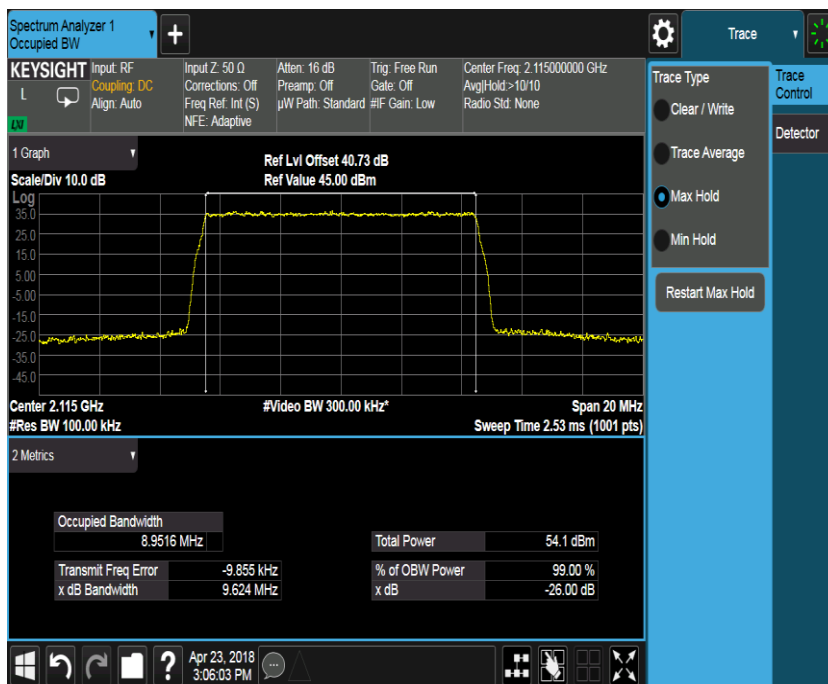 Spectrum Analyzer 1
Occupied BW
+
Trace
KEYSIGHT
L
LXI
Input: RF
Coupling: DC
Align: Auto
Input Z: 50 Ω
Corrections: Off
Freq Ref: Int (S)
NFE: Adaptive
Atten: 16 dB
Preamp: Off
µW Path: Standard
Trig: Free Run
Gate: Off
#IF Gain: Low
Center Freq: 2.115000000 GHz
Avg|Hold:>10/10
Radio Std: None
Trace Type
Clear / Write
Trace Average
Max Hold
Min Hold
Restart Max Hold
Trace
Control
Detector
1 Graph
Scale/Div 10.0 dB
Ref Lvl Offset 40.73 dB
Ref Value 45.00 dBm
Log
35.0
25.0
15.0
5.00
-5.00
-15.0
-25.0
-35.0
-45.0
Center 2.115 GHz
#Video BW 300.00 kHz*
Span 20 MHz
#Res BW 100.00 kHz
Sweep Time 2.53 ms (1001 pts)
2 Metrics
Occupied Bandwidth
8.9516 MHz
Total Power 54.1 dBm
Transmit Freq Error -9.855 kHz
% of OBW Power 99.00 %
x dB Bandwidth 9.624 MHz
x dB -26.00 dB
?
Apr 23, 2018
3:06:03 PM